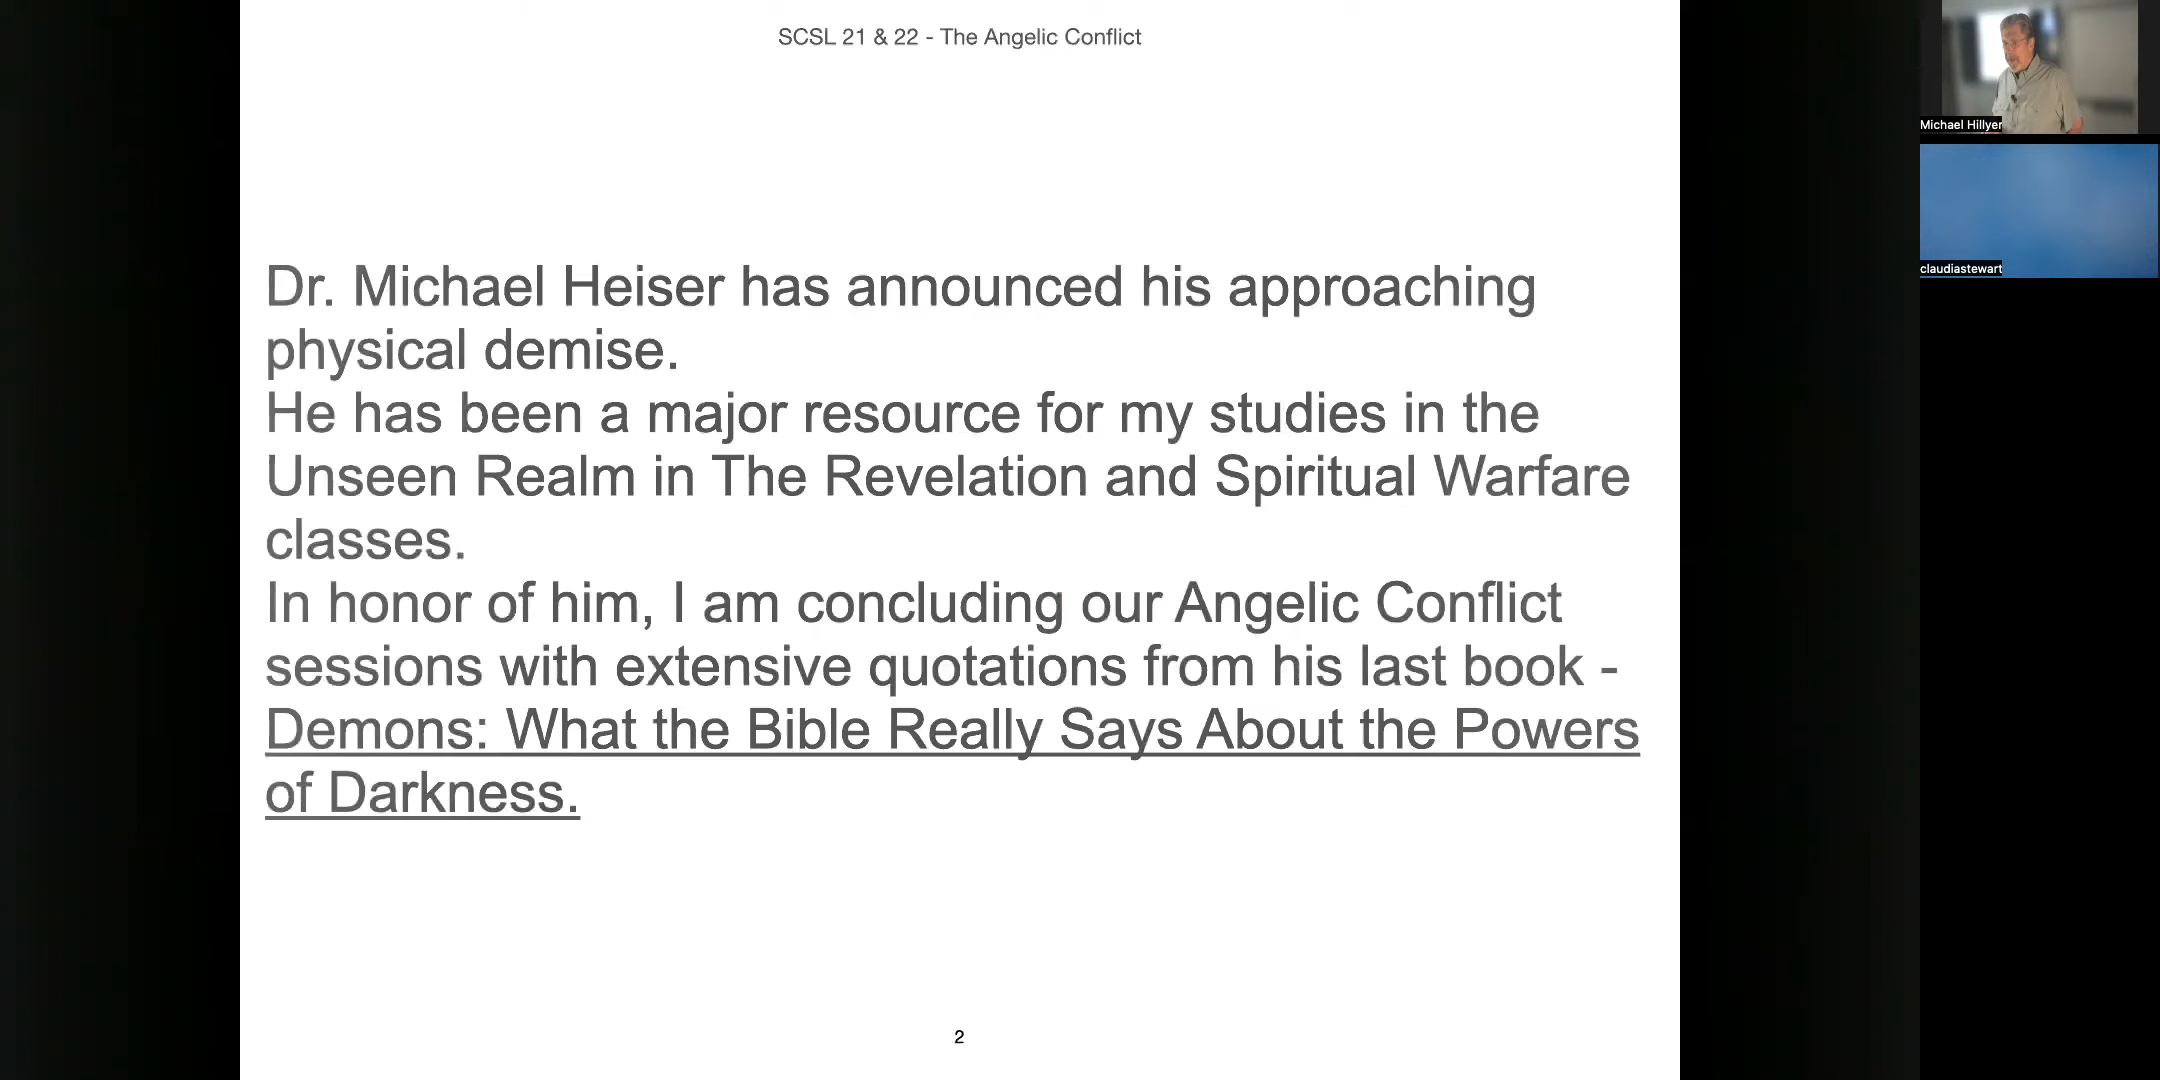 SCSL 21 & 22 - The Angelic Conflict
Michael Hillyer
claudiastewart
Dr. Michael Heiser has announced his approaching
physical demise.
He has been a major resource for my studies in the
Unseen Realm in The Revelation and Spiritual Warfare
classes.
In honor of him, I am concluding our Angelic Conflict
sessions with extensive quotations from his last book -
Demons: What the Bible Really Says About the Powers
of Darkness.
2